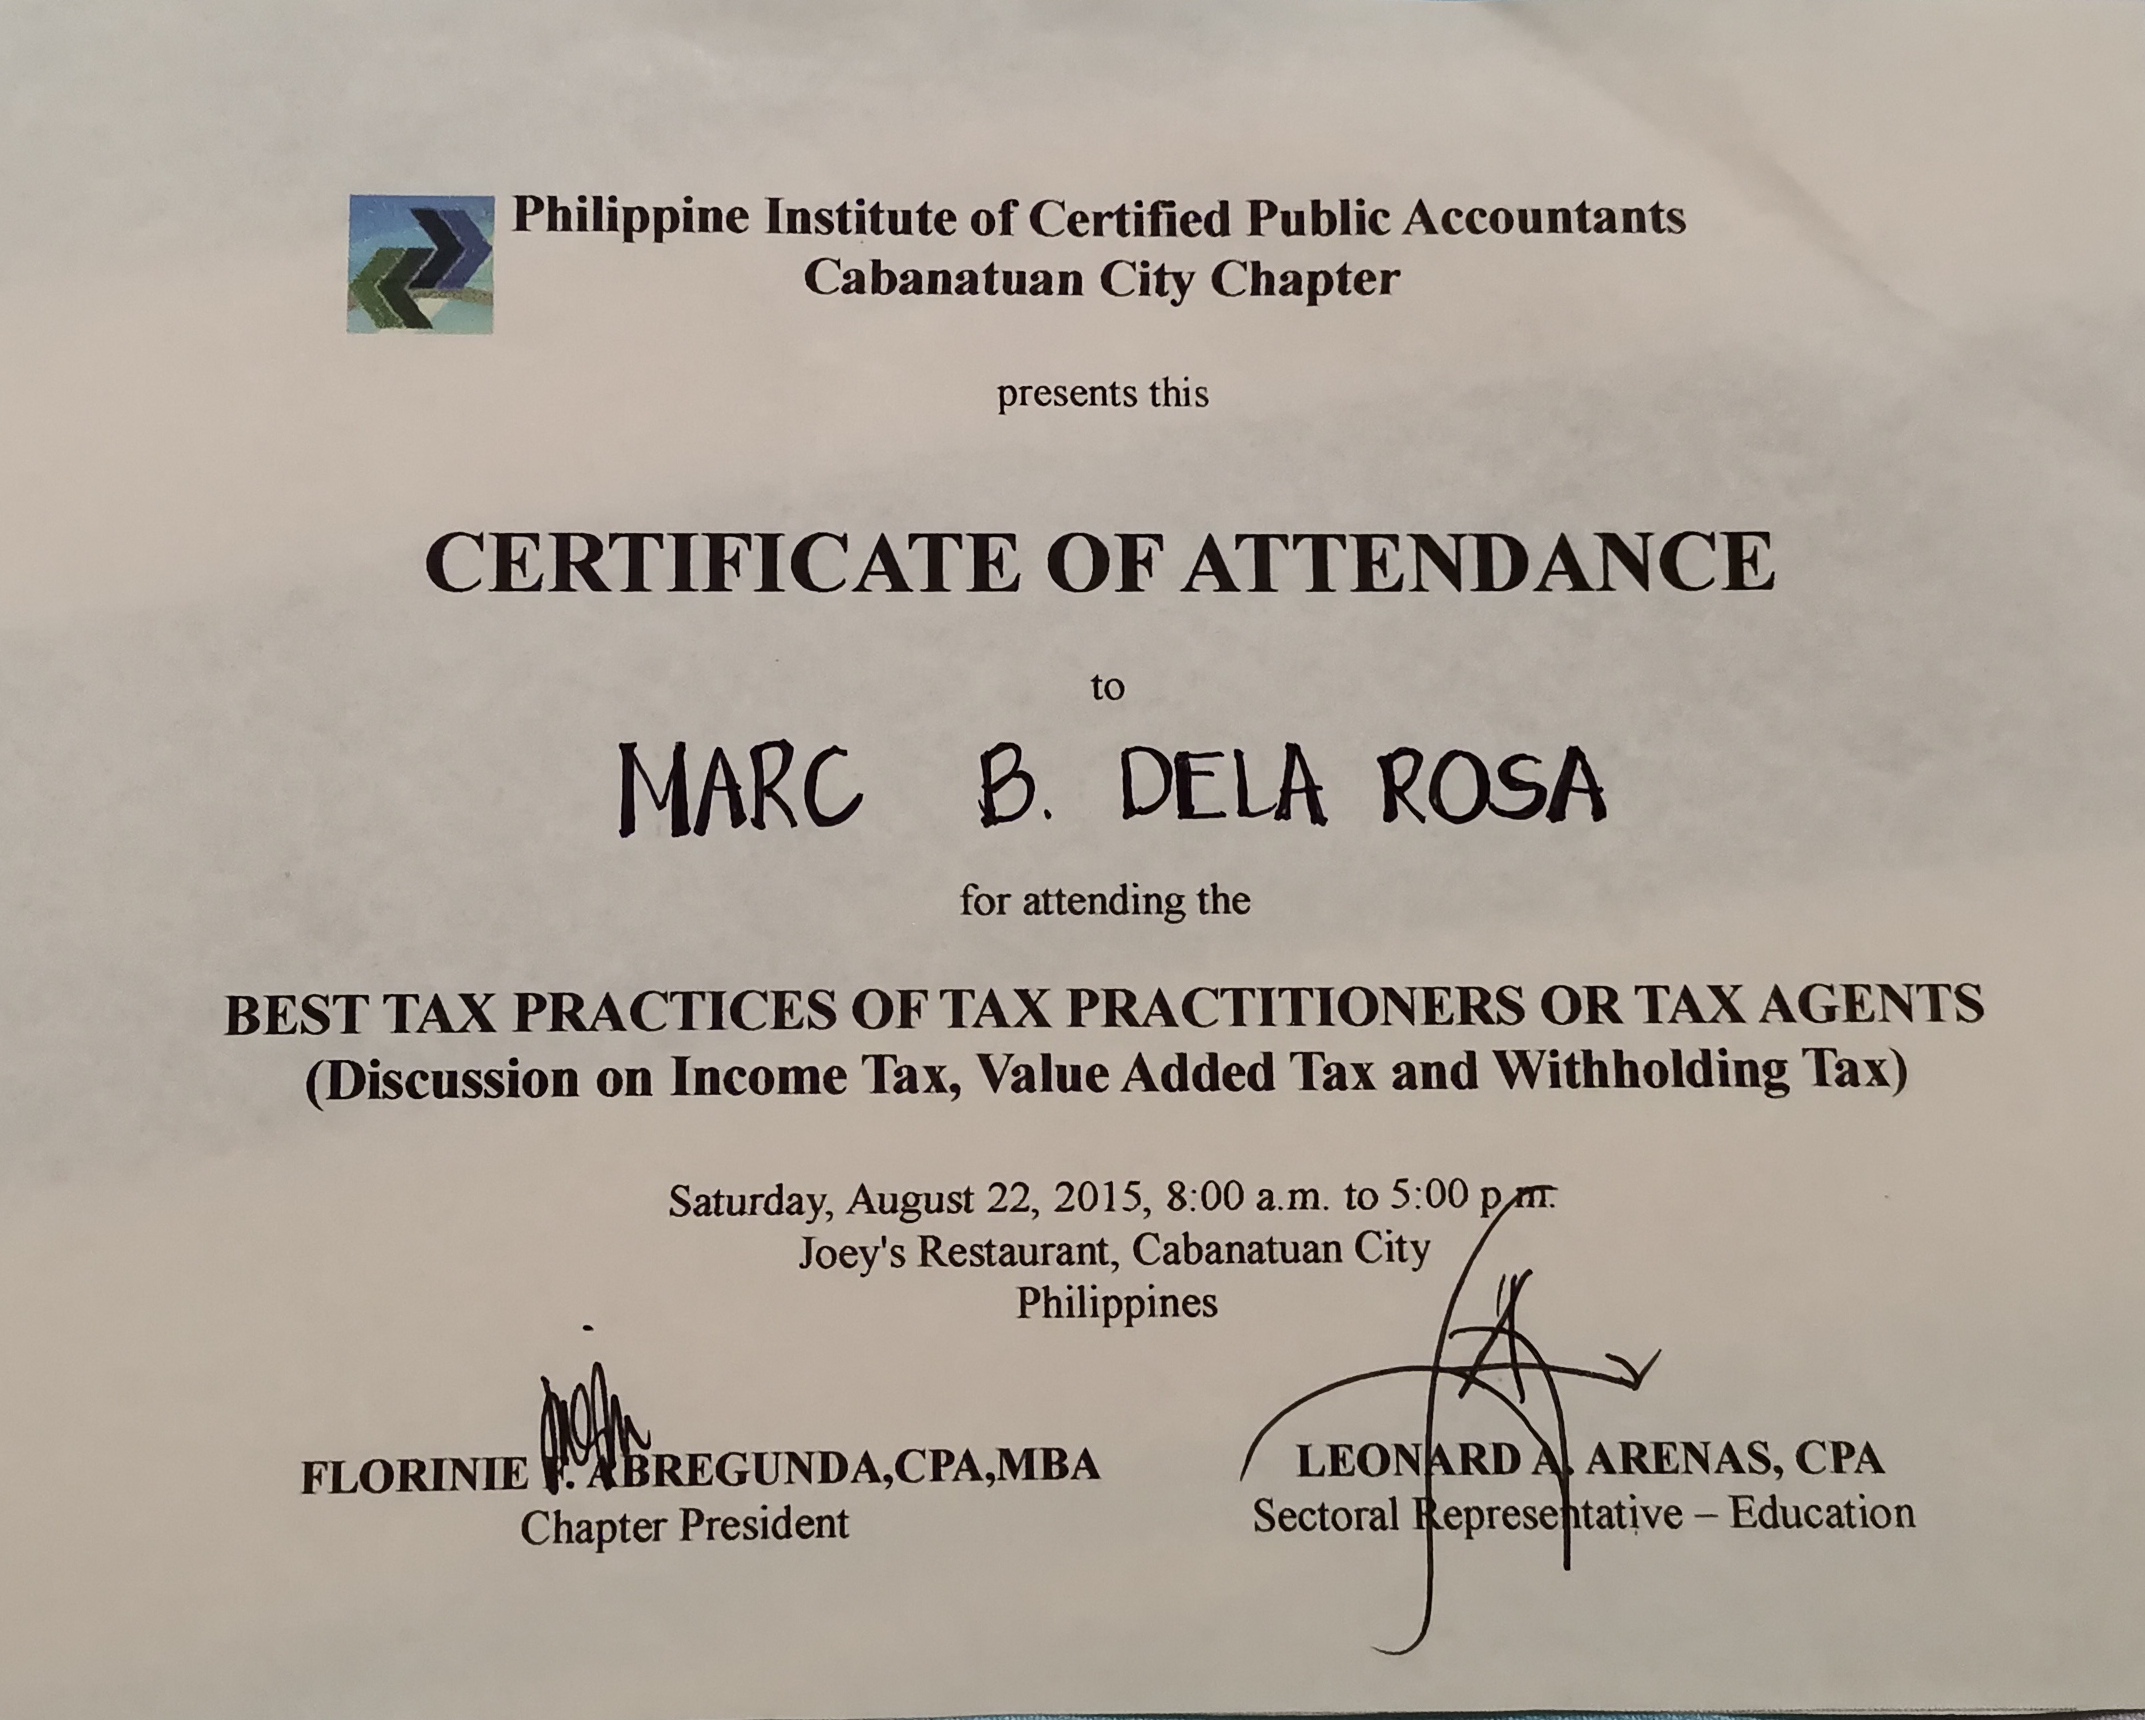 Philippine Institute of Certified Public Accountants
Cabanatuan City Chapter
presents this
CERTIFICATE OF ATTENDANCE
to
MARC B. DELA ROSA
for attending the
BEST TAX PRACTICES OF TAX PRACTITIONERS OR TAX AGENTS
(Discussion on Income Tax, Value Added Tax and Withholding Tax)
Saturday, August 22, 2015, 8:00 a.m. to 5:00 p.m.
Joey's Restaurant, Cabanatuan City
Philippines
FLORINIE F. ABREGUNDA,CPA,MBA
Chapter President
LEONARD A. ARENAS, CPA
Sectoral Representative – Education